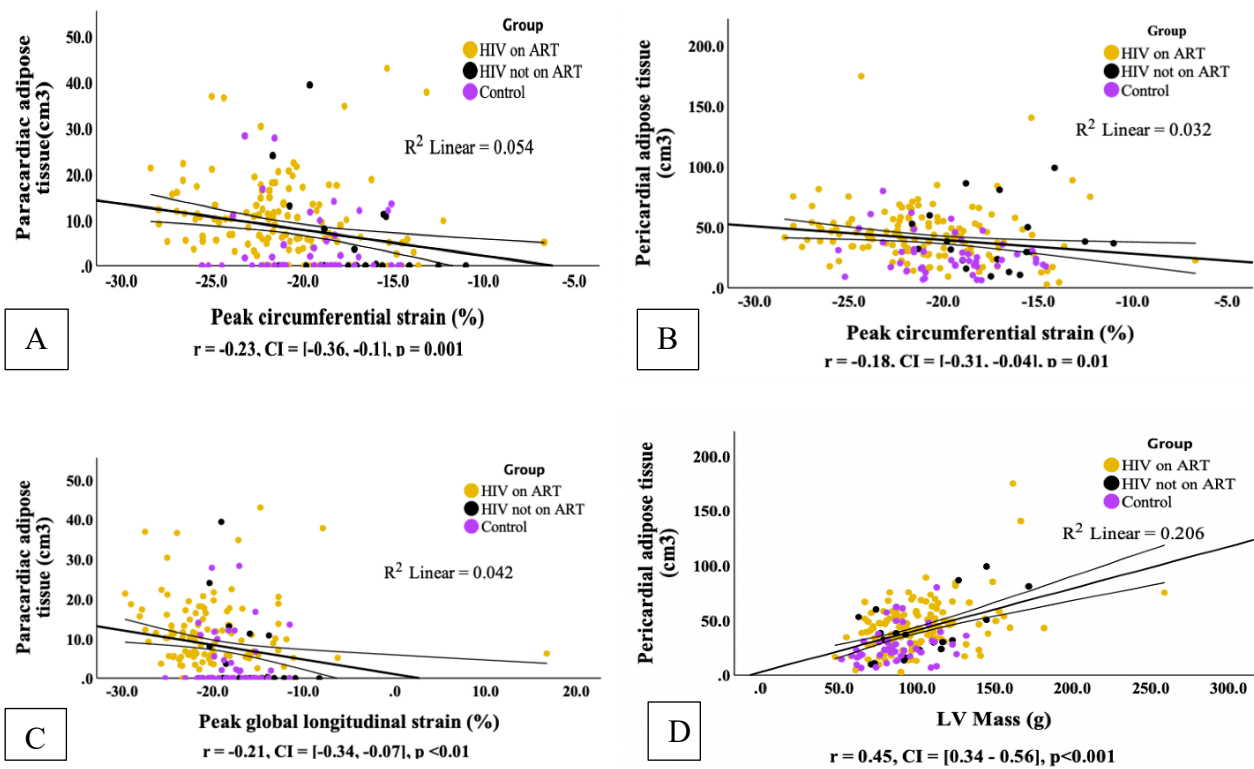 Paracardiac adipose
tissue(cm3)
50.0
40.0
30.0
20.0
10.0
.0
Group
HIV on ART
HIV not on ART
Control
R2 Linear = 0.054
-30.0 -25.0 -20.0 -15.0 -10.0 -5.0
Peak circumferential strain (%)
r = -0.23, CI = [-0.36, -0.1], p = 0.001
A
Pericardial adipose tissue
(cm3)
200.0
150.0
100.0
50.0
.0
Group
HIV on ART
HIV not on ART
Control
R2 Linear = 0.032
-30.0 -25.0 -20.0 -15.0 -10.0 -5.0
Peak circumferential strain (%)
r = -0.18, CI = [-0.31, -0.04], p = 0.01
B
Paracardiac adipose
tissue (cm3)
50.0
40.0
30.0
20.0
10.0
.0
Group
HIV on ART
HIV not on ART
Control
R2 Linear = 0.042
-30.0 -20.0 -10.0 .0 10.0 20.0
Peak global longitudinal strain (%)
r = -0.21, CI = [-0.34, -0.07], p <0.01
C
Pericardial adipose tissue
(cm3)
200.0
150.0
100.0
50.0
.0
Group
HIV on ART
HIV not on ART
Control
R2 Linear = 0.206
.0 50.0 100.0 150.0 200.0 250.0 300.0
LV Mass (g)
r = 0.45, CI = [0.34 - 0.56], p<0.001
D